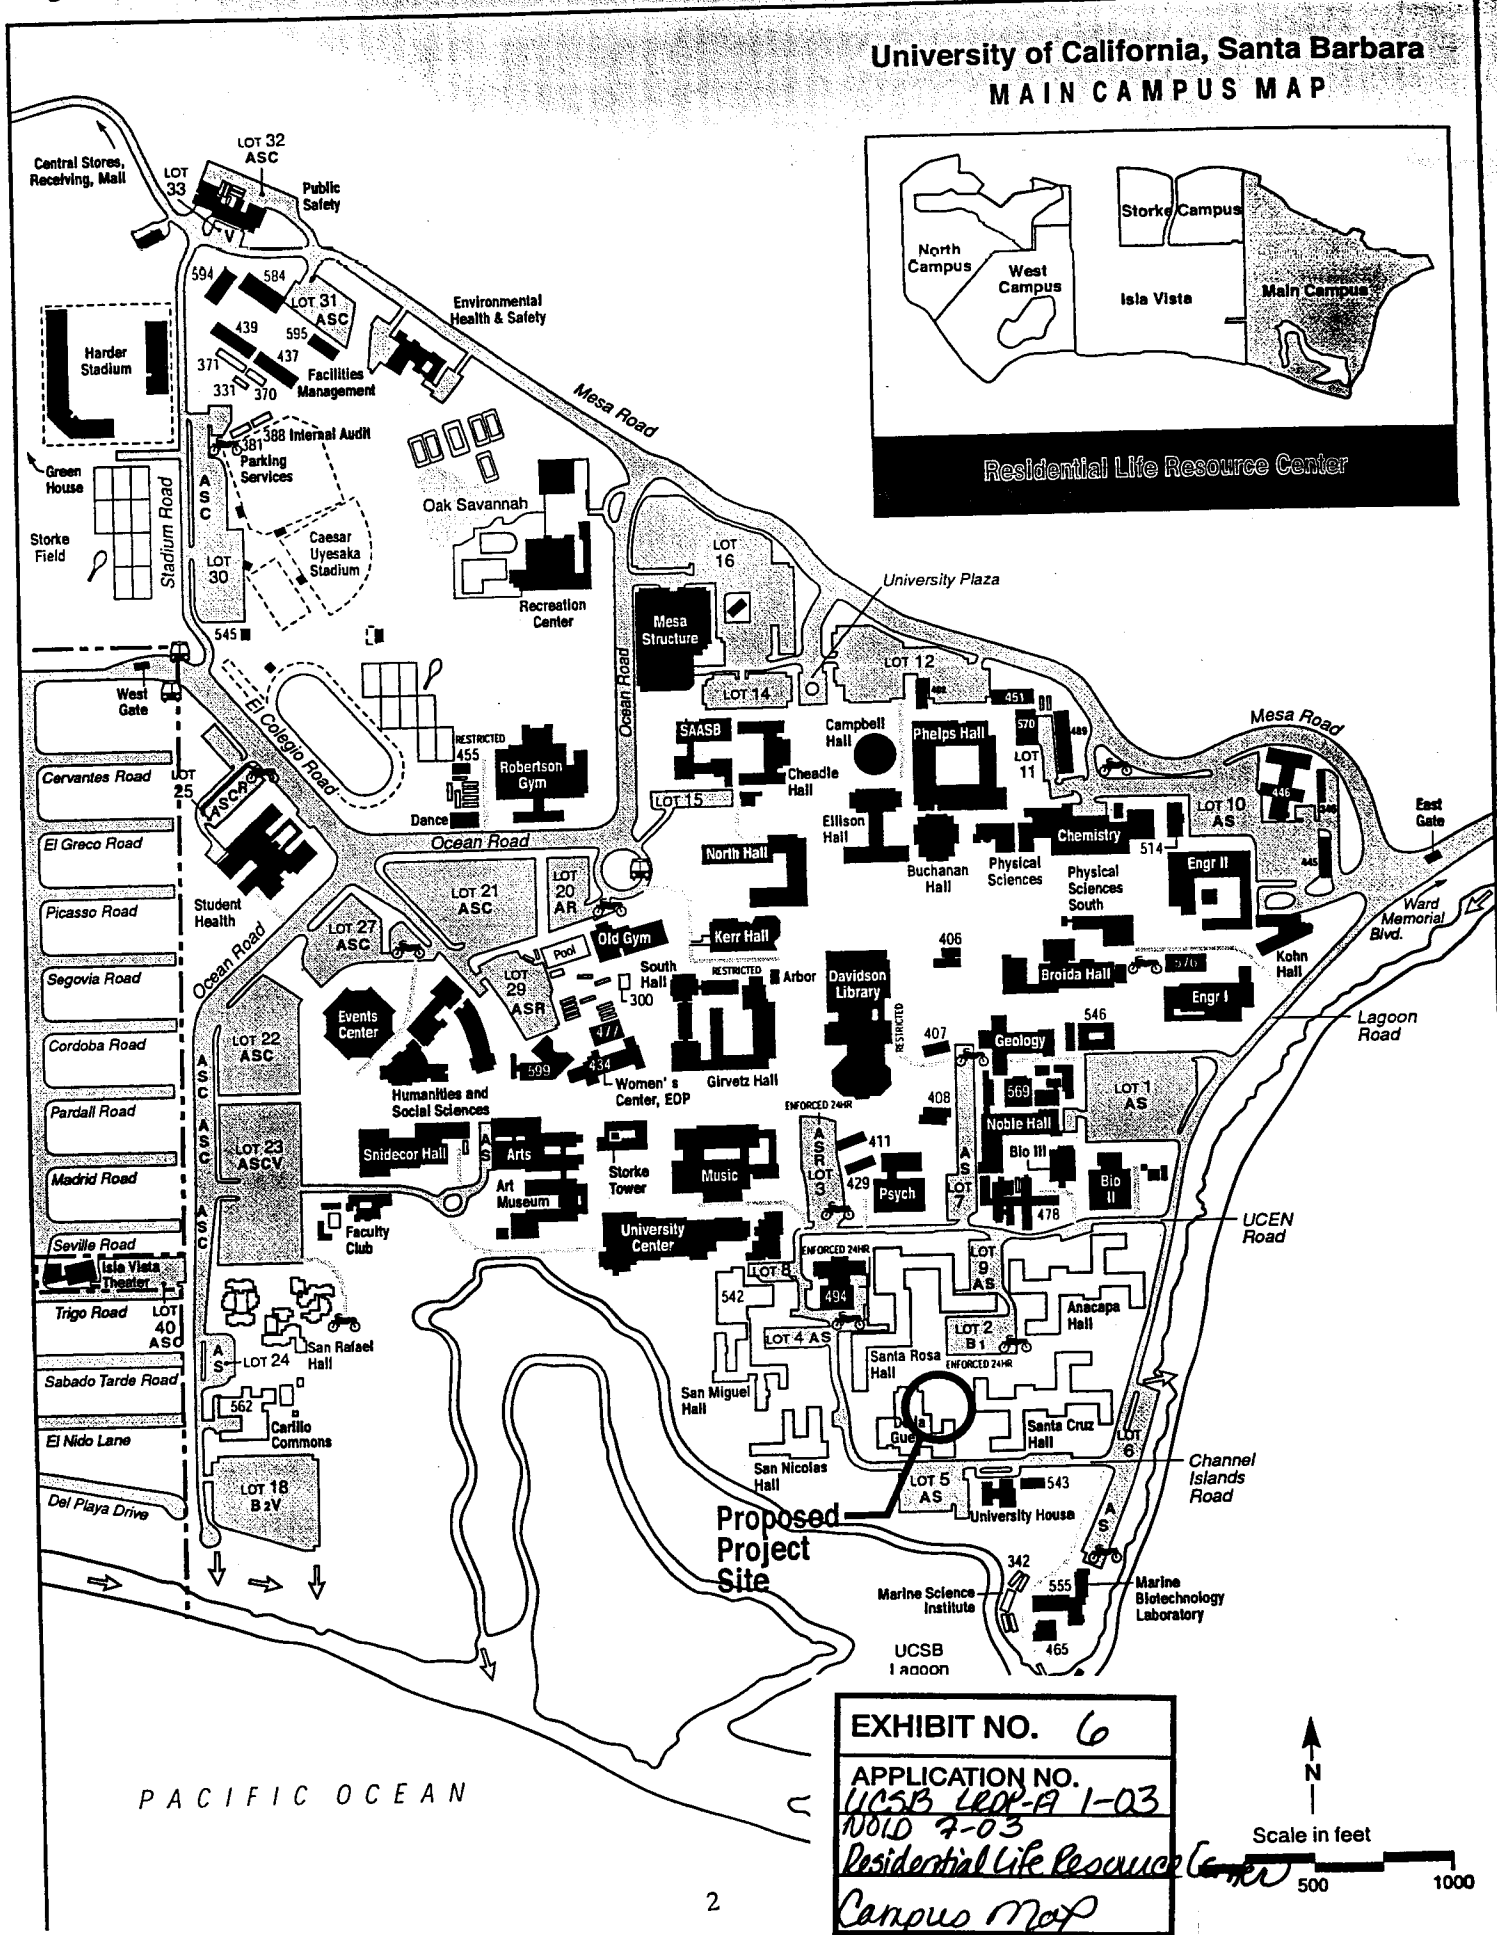 University of California, Santa Barbara
MAIN CAMPUS MAP
North
Campus
West
Campus
Storke Campus
Isla Vista
Main Campus
Residential Life Resource Center
Central Stores,
Receiving, Mail
LOT
33
LOT 32
ASC
Public
Safety
V
594
584
LOT 31
ASC
439
595
437
371
331
370
Facilities
Management
Environmental
Health & Safety
Harder
Stadium
Mesa Road
388 Internal Audit
381
Parking
Services
Green
House
A
S
C
LOT
30
Stadium Road
Storke
Field
Caesar
Uyesaka
Stadium
Oak Savannah
Recreation
Center
LOT
16
University Plaza
Mesa
Structure
Ocean Road
545
West
Gate
El Colegio Road
LOT 14
LOT 12
451
570
489
LOT
11
Mesa Road
SAASB
Cheadle
Hall
Campbell
Hall
Phelps Hall
RESTRICTED
455
Robertson
Gym
Dance
Ocean Road
LOT 15
Cervantes Road
LOT
25
ASCR
El Greco Road
Picasso Road
Segovia Road
Cordoba Road
Pardall Road
Madrid Road
Seville Road
Isla Vista
Theater
Trigo Road
LOT
40
ASC
Sabado Tarde Road
El Nido Lane
Del Playa Drive
Student
Health
Ocean Road
LOT 27
ASC
LOT 21
ASC
LOT
20
AR
North Hall
Ellison
Hall
Buchanan
Hall
Physical
Sciences
Chemistry
514
LOT 10
AS
446
445
East
Gate
Engr II
Physical
Sciences
South
Ward
Memorial
Blvd.
Kohn
Hall
Old Gym
Pool
Kerr Hall
South
Hall
300
RESTRICTED
Arbor
Davidson
Library
RESTRICTED
406
Broida Hall
576
Engr I
Lagoon
Road
LOT
29
ASR
477
434
599
Women's
Center, EOP
Girvetz Hall
407
Geology
546
569
LOT 1
AS
408
Noble Hall
Events
Center
LOT 22
ASC
A
S
C
Humanities and
Social Sciences
LOT 23
ASCV
A
S
C
A
S
C
Snidecor Hall
A
S
Arts
Art
Museum
Storke
Tower
Music
ENFORCED 24HR
A
S
R
LOT
3
411
429
Psych
A
S
LOT
7
Bio III
Bio
II
478
UCEN
Road
Faculty
Club
University
Center
ENFORCED 24HR
LOT 8
494
542
LOT 4 AS
LOT
9
AS
Anacapa
Hall
LOT 2
B1
ENFORCED 24HR
Santa Rosa
Hall
San Rafael
Hall
A
S
LOT 24
562
Carillo
Commons
LOT 18
B2V
San Miguel
Hall
San Nicolas
Hall
De la
Gue
Santa Cruz
Hall
LOT
6
Channel
Islands
Road
LOT 5
AS
543
University House
A
S
Proposed
Project
Site
342
Marine Science
Institute
555
Marine
Biotechnology
Laboratory
465
UCSB
Lagoon
PACIFIC OCEAN
EXHIBIT NO. 6
APPLICATION NO.
UCSB LRDP-A 1-03
NOID 7-03
Residential Life Resource Center
Campus Map
N
Scale in feet
500
1000
2